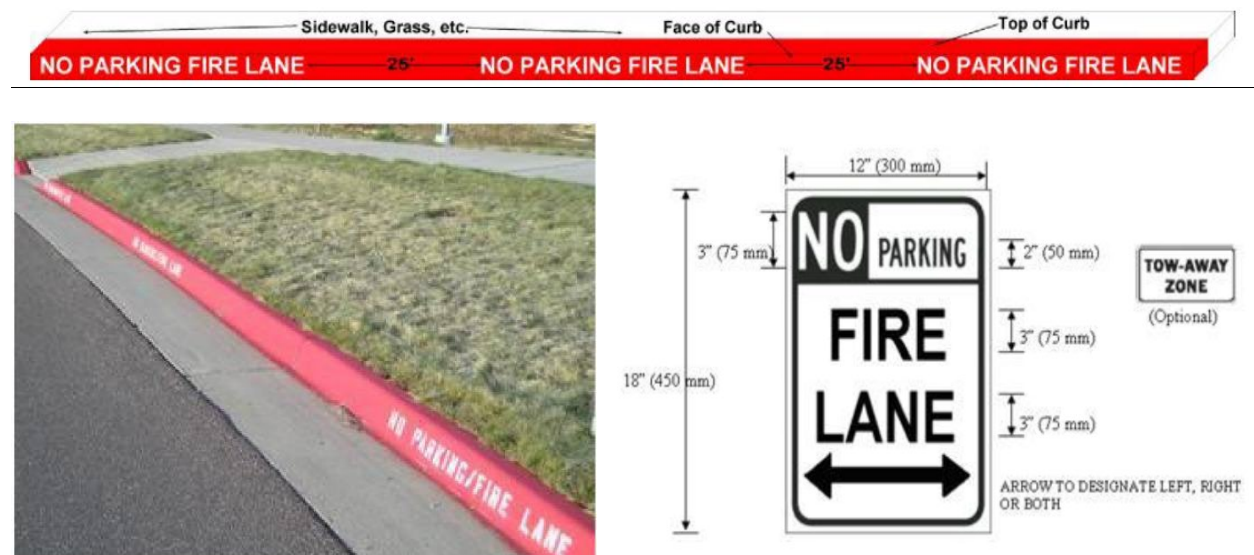 Sidewalk, Grass, etc. Face of Curb Top of Curb
NO PARKING FIRE LANE 25' NO PARKING FIRE LANE 25' NO PARKING FIRE LANE
NO PARKING/FIRE LANE
12" (300 mm)
3" (75 mm)
NO PARKING
2" (50 mm)
TOW-AWAY
ZONE
(Optional)
FIRE
3" (75 mm)
18" (450 mm)
LANE
3" (75 mm)
ARROW TO DESIGNATE LEFT, RIGHT
OR BOTH